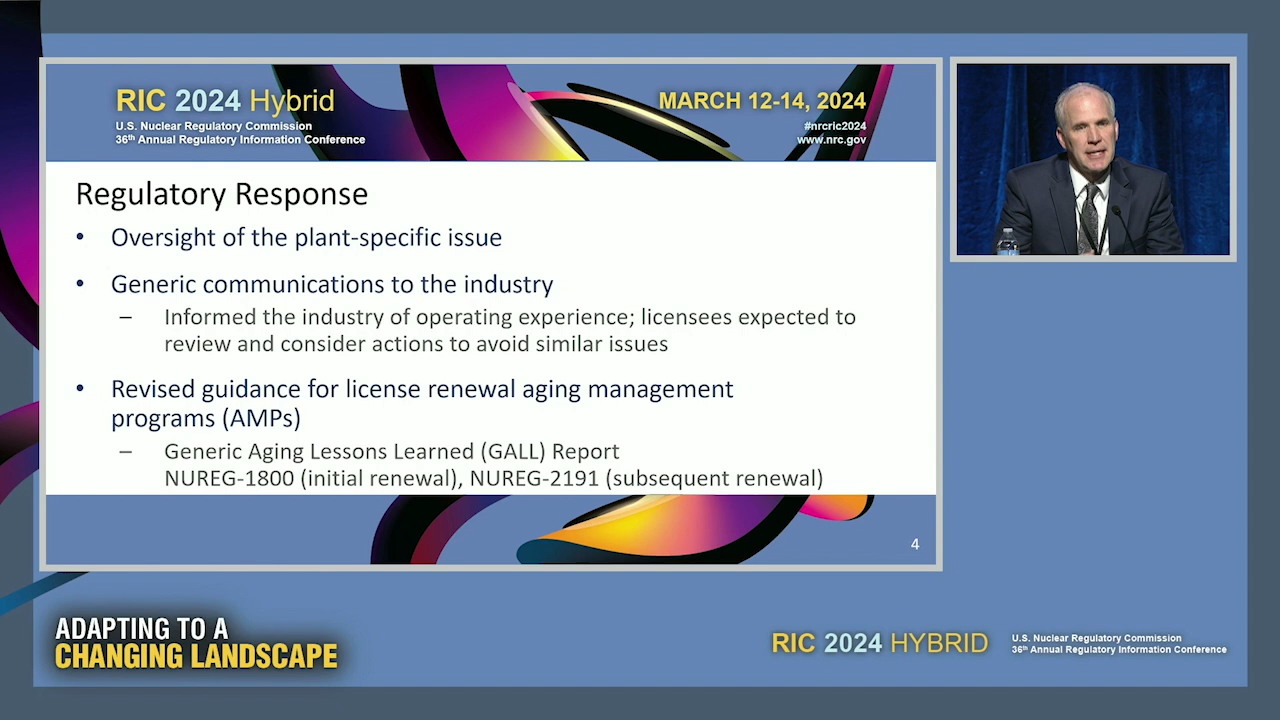 RIC 2024 Hybrid
U.S. Nuclear Regulatory Commission
36th Annual Regulatory Information Conference
MARCH 12-14, 2024
#nrcric2024
www.nrc.gov
Regulatory Response
• Oversight of the plant-specific issue
• Generic communications to the industry
– Informed the industry of operating experience; licensees expected to
review and consider actions to avoid similar issues
• Revised guidance for license renewal aging management
programs (AMPs)
– Generic Aging Lessons Learned (GALL) Report
NUREG-1800 (initial renewal), NUREG-2191 (subsequent renewal)
4
ADAPTING TO A
CHANGING LANDSCAPE
RIC 2024 HYBRID
U.S. Nuclear Regulatory Commission
36th Annual Regulatory Information Conference